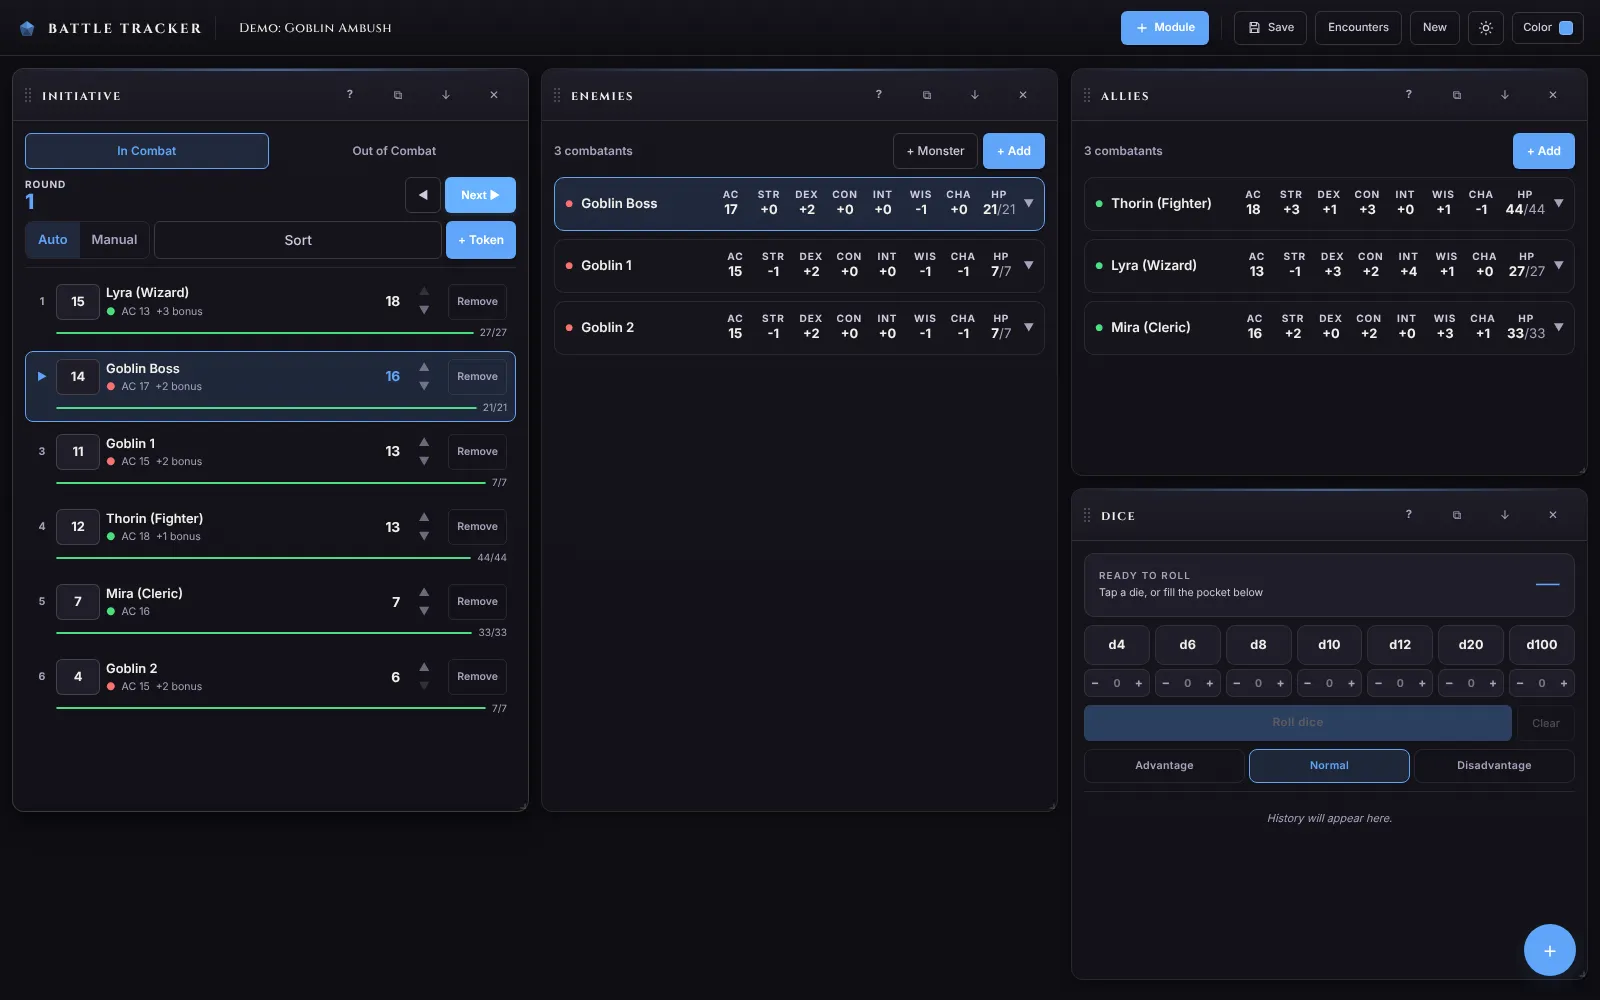 BATTLE TRACKER
DEMO: GOBLIN AMBUSH
+ Module
Save
Encounters
New
Color
INITIATIVE
?
In Combat
Out of Combat
ROUND
1
Next ▶
Auto
Manual
Sort
+ Token
1 15 Lyra (Wizard) 18 Remove
AC 13 +3 bonus
27/27
14 Goblin Boss 16 Remove
AC 17 +2 bonus
21/21
3 11 Goblin 1 13 Remove
AC 15 +2 bonus
7/7
4 12 Thorin (Fighter) 13 Remove
AC 18 +1 bonus
44/44
5 7 Mira (Cleric) 7 Remove
AC 16
33/33
6 4 Goblin 2 6 Remove
AC 15 +2 bonus
7/7
ENEMIES
?
3 combatants
+ Monster
+ Add
AC STR DEX CON INT WIS CHA HP
Goblin Boss 17 +0 +2 +0 +0 -1 +0 21/21
AC STR DEX CON INT WIS CHA HP
Goblin 1 15 -1 +2 +0 +0 -1 -1 7/7
AC STR DEX CON INT WIS CHA HP
Goblin 2 15 -1 +2 +0 +0 -1 -1 7/7
ALLIES
?
3 combatants
+ Add
AC STR DEX CON INT WIS CHA HP
Thorin (Fighter) 18 +3 +1 +3 +0 +1 -1 44/44
AC STR DEX CON INT WIS CHA HP
Lyra (Wizard) 13 -1 +3 +2 +4 +1 +0 27/27
AC STR DEX CON INT WIS CHA HP
Mira (Cleric) 16 +2 +0 +2 +0 +3 +1 33/33
DICE
?
READY TO ROLL
Tap a die, or fill the pocket below
—
d4 d6 d8 d10 d12 d20 d100
− 0 + − 0 + − 0 + − 0 + − 0 + − 0 + − 0 +
Roll dice
Clear
Advantage
Normal
Disadvantage
History will appear here.
+